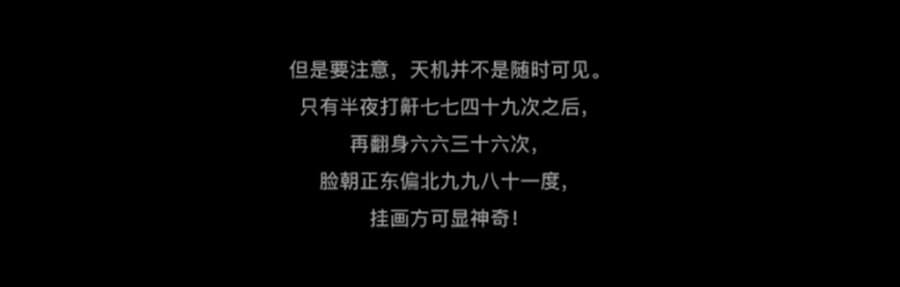 但是要注意，天机并不是随时可见。
只有半夜打鼾七七四十九次之后，
再翻身六六三十六次，
脸朝正东偏北九九八十一度，
挂画方可显神奇！